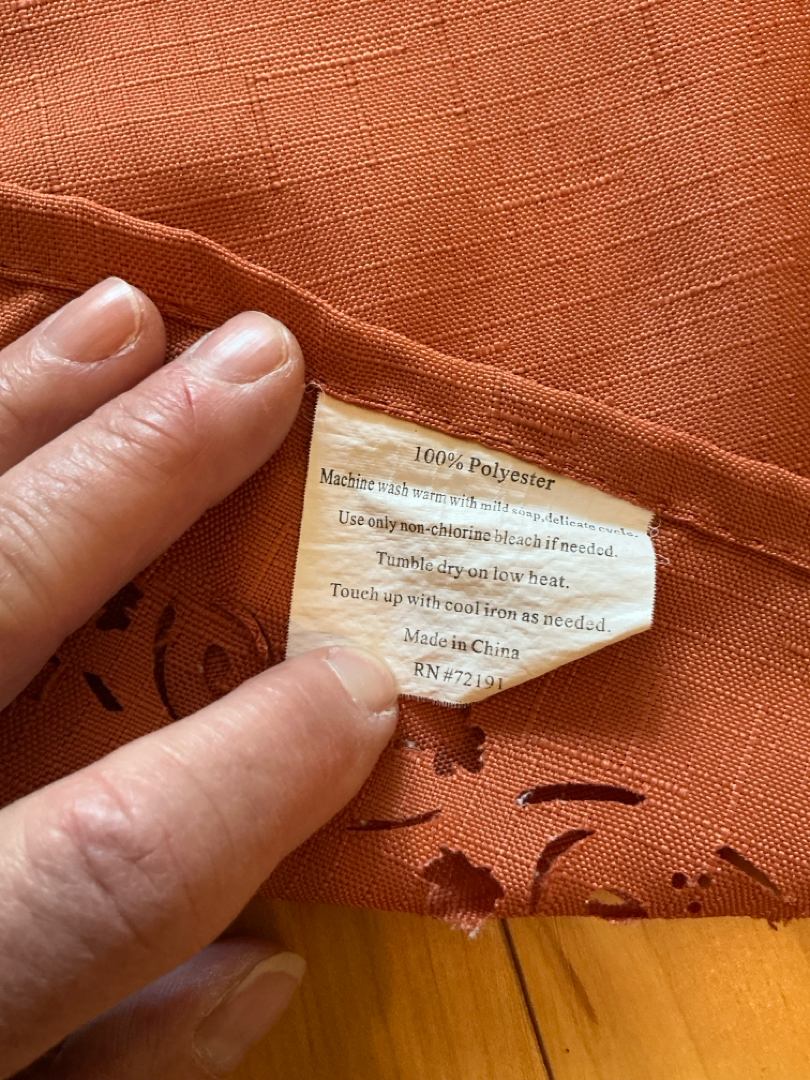 100% Polyester
Machine wash warm with mild soap,delicate cycle.
Use only non-chlorine bleach if needed.
Tumble dry on low heat.
Touch up with cool iron as needed.
Made in China
RN #72191